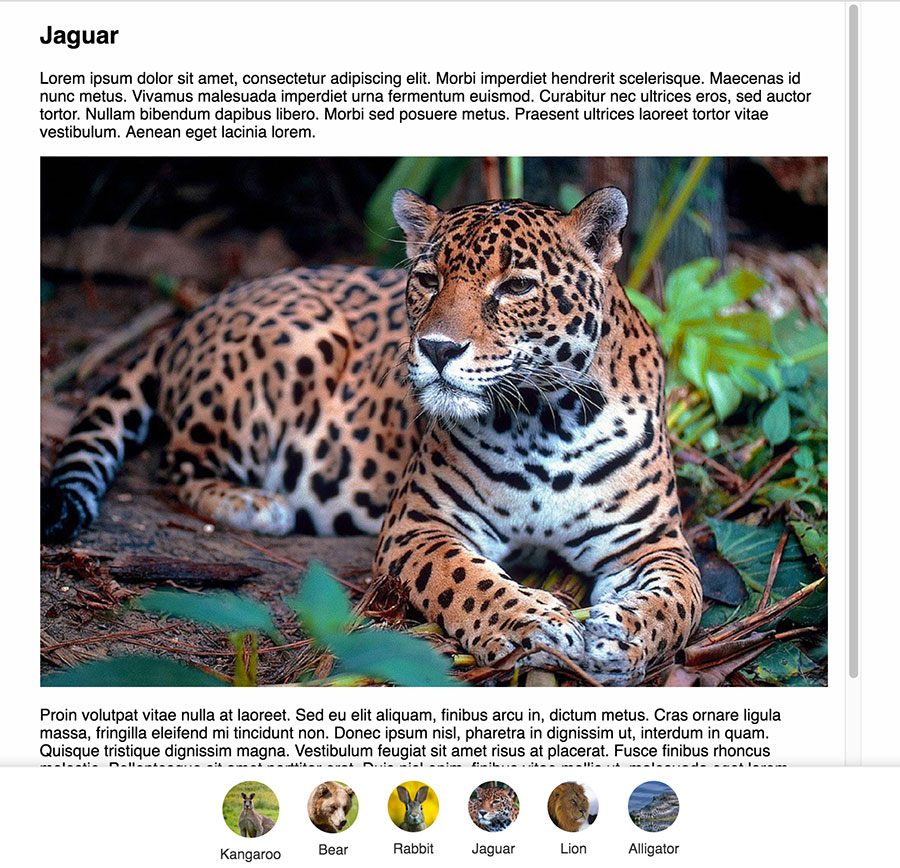 Jaguar
Lorem ipsum dolor sit amet, consectetur adipiscing elit. Morbi imperdiet hendrerit scelerisque. Maecenas id
nunc metus. Vivamus malesuada imperdiet urna fermentum euismod. Curabitur nec ultrices eros, sed auctor
tortor. Nullam bibendum dapibus libero. Morbi sed posuere metus. Praesent ultrices laoreet tortor vitae
vestibulum. Aenean eget lacinia lorem.
Proin volutpat vitae nulla at laoreet. Sed eu elit aliquam, finibus arcu in, dictum metus. Cras ornare ligula
massa, fringilla eleifend mi tincidunt non. Donec ipsum nisl, pharetra in dignissim ut, interdum in quam.
Quisque tristique dignissim magna. Vestibulum feugiat sit amet risus at placerat. Fusce finibus rhoncus
Kangaroo
Bear
Rabbit
Jaguar
Lion
Alligator